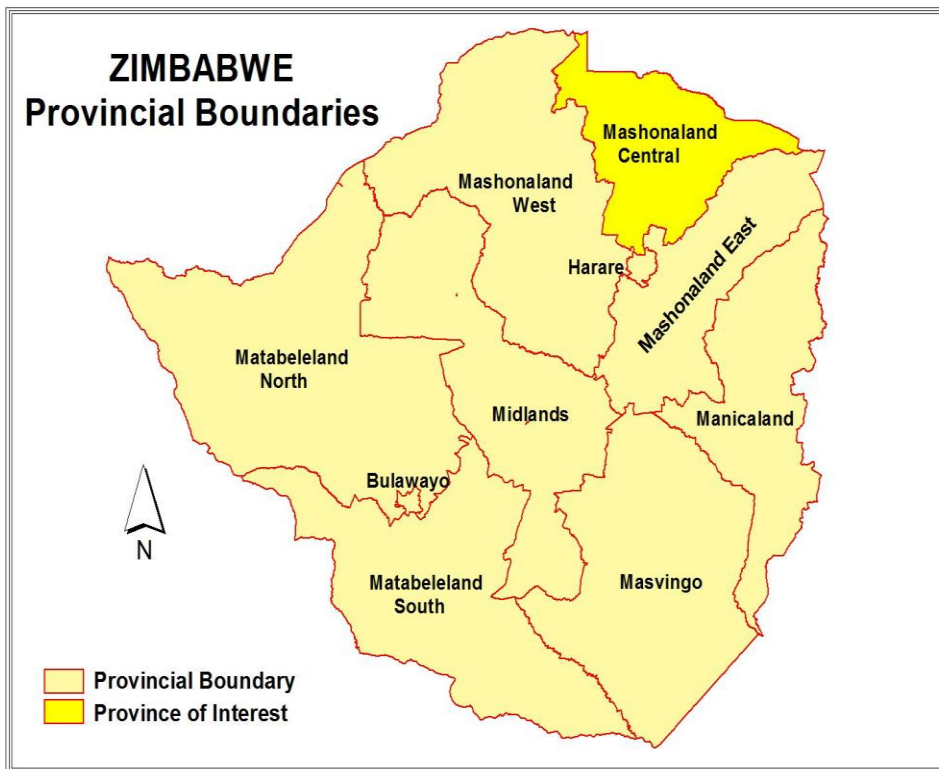 ZIMBABWE
Provincial Boundaries
Mashonaland
Central
Mashonaland
West
Harare
Mashonaland East
Matabeleland
North
Midlands
Manicaland
Bulawayo
N
Matabeleland
South
Masvingo
Provincial Boundary
Province of Interest